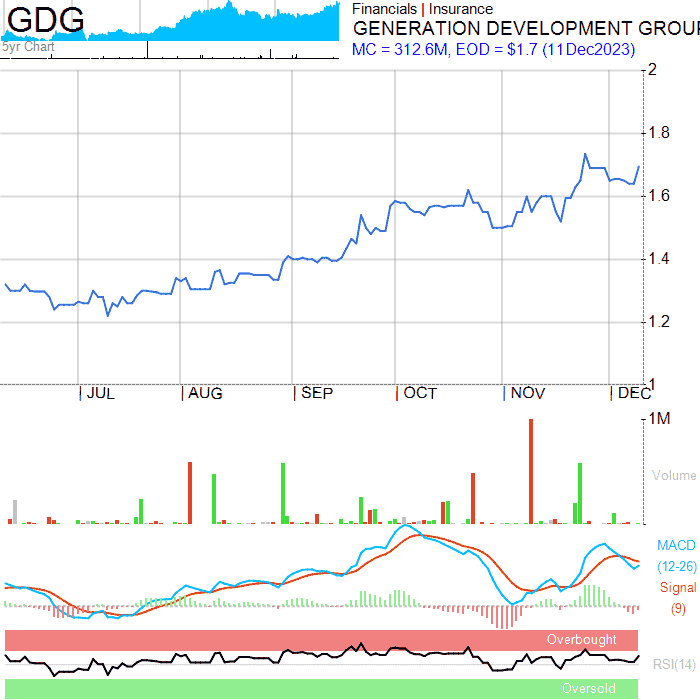 GDG
5yr Chart
Financials | Insurance
GENERATION DEVELOPMENT GROU
MC = 312.6M, EOD = $1.7 (11Dec2023)
2
1.8
1.6
1.4
1.2
1
JUL AUG SEP OCT NOV DEC
1M
Volume
MACD
(12-26)
Signal
(9)
Overbought
RSI(14)
Oversold